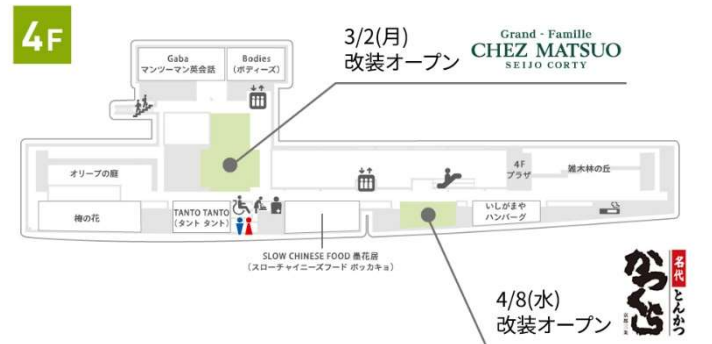 4F
3/2(月)
改装オープン
Grand - Famille
CHEZ MATSUO
SEIJO CORTY
Gaba
マンツーマン英会話
Bodies
(ボディーズ)
オリーブの庭
4F
プラザ
雑木林の丘
梅の花
TANTO TANTO
(タント タント)
いしがまや
ハンバーグ
SLOW CHINESE FOOD 墨花居
(スローチャイニーズフード ボッカキョ)
4/8(水)
改装オープン
名代
とんかつ
かつくら
京都三条